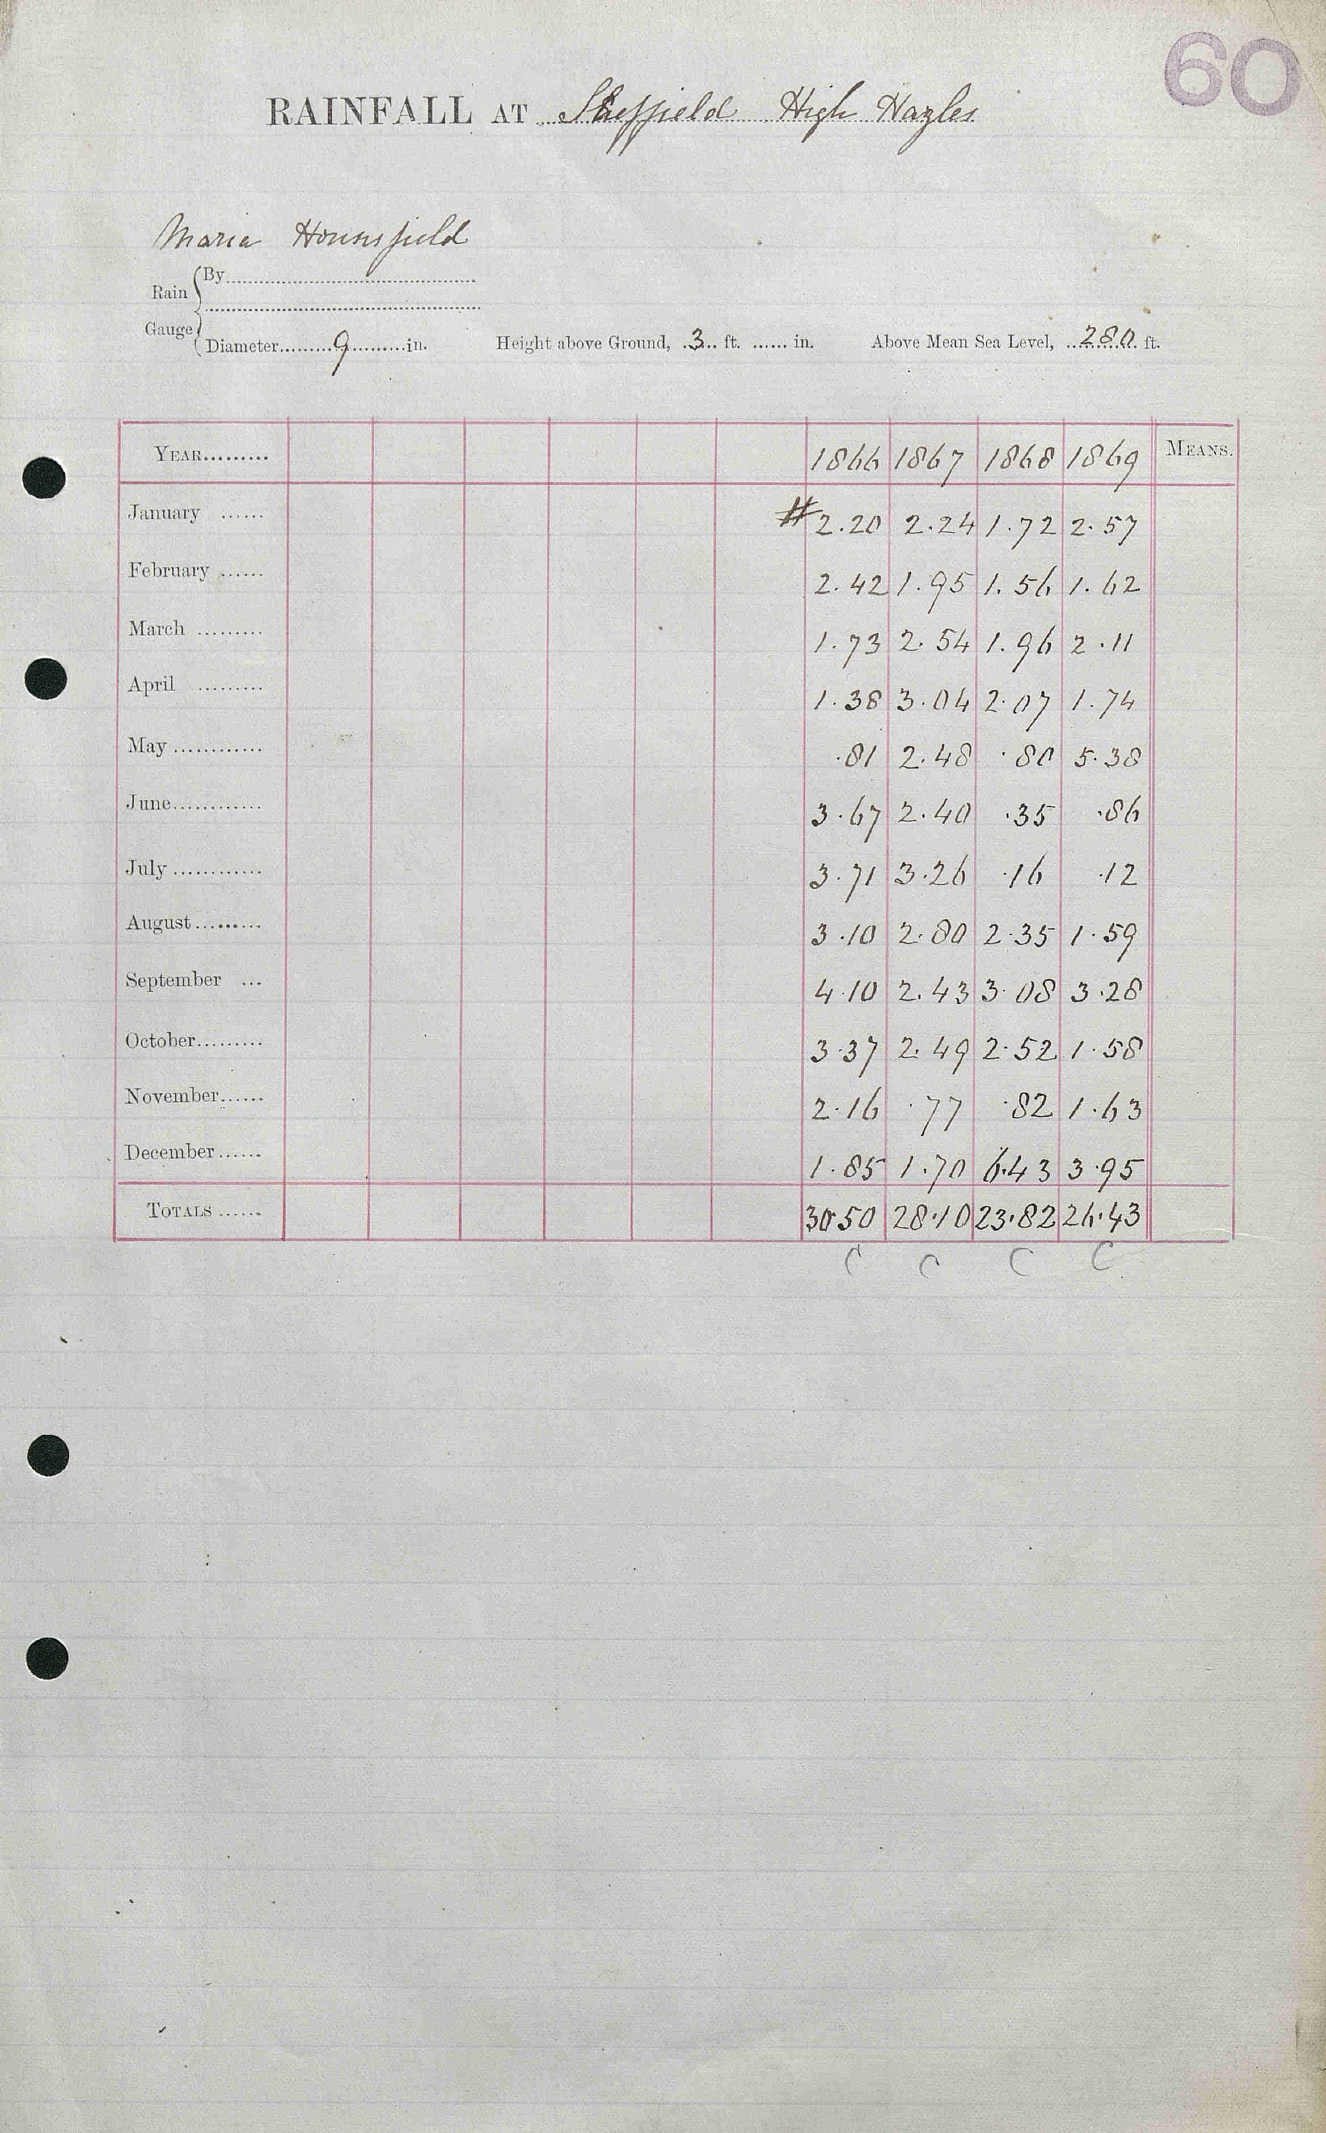 60
RAINFALL AT Sheffield High Hazles
Maria Hounsfield
Rain Gauge
By
Diameter 9 in. Height above Ground, 3 ft. in. Above Mean Sea Level, 280 ft.
YEAR 1866 1867 1868 1869 MEANS.
January # 2.20 2.24 1.72 2.57
February 2.42 1.95 1.56 1.62
March 1.73 2.54 1.96 2.11
April 1.38 3.04 2.07 1.74
May .81 2.48 .80 5.38
June 3.67 2.40 .35 .86
July 3.71 3.26 .16 .12
August 3.10 2.80 2.35 1.59
September 4.10 2.43 3.08 3.28
October 3.37 2.49 2.52 1.58
November 2.16 .77 .82 1.63
December 1.85 1.70 6.43 3.95
TOTALS 30.50 28.10 23.82 26.43
C C C C